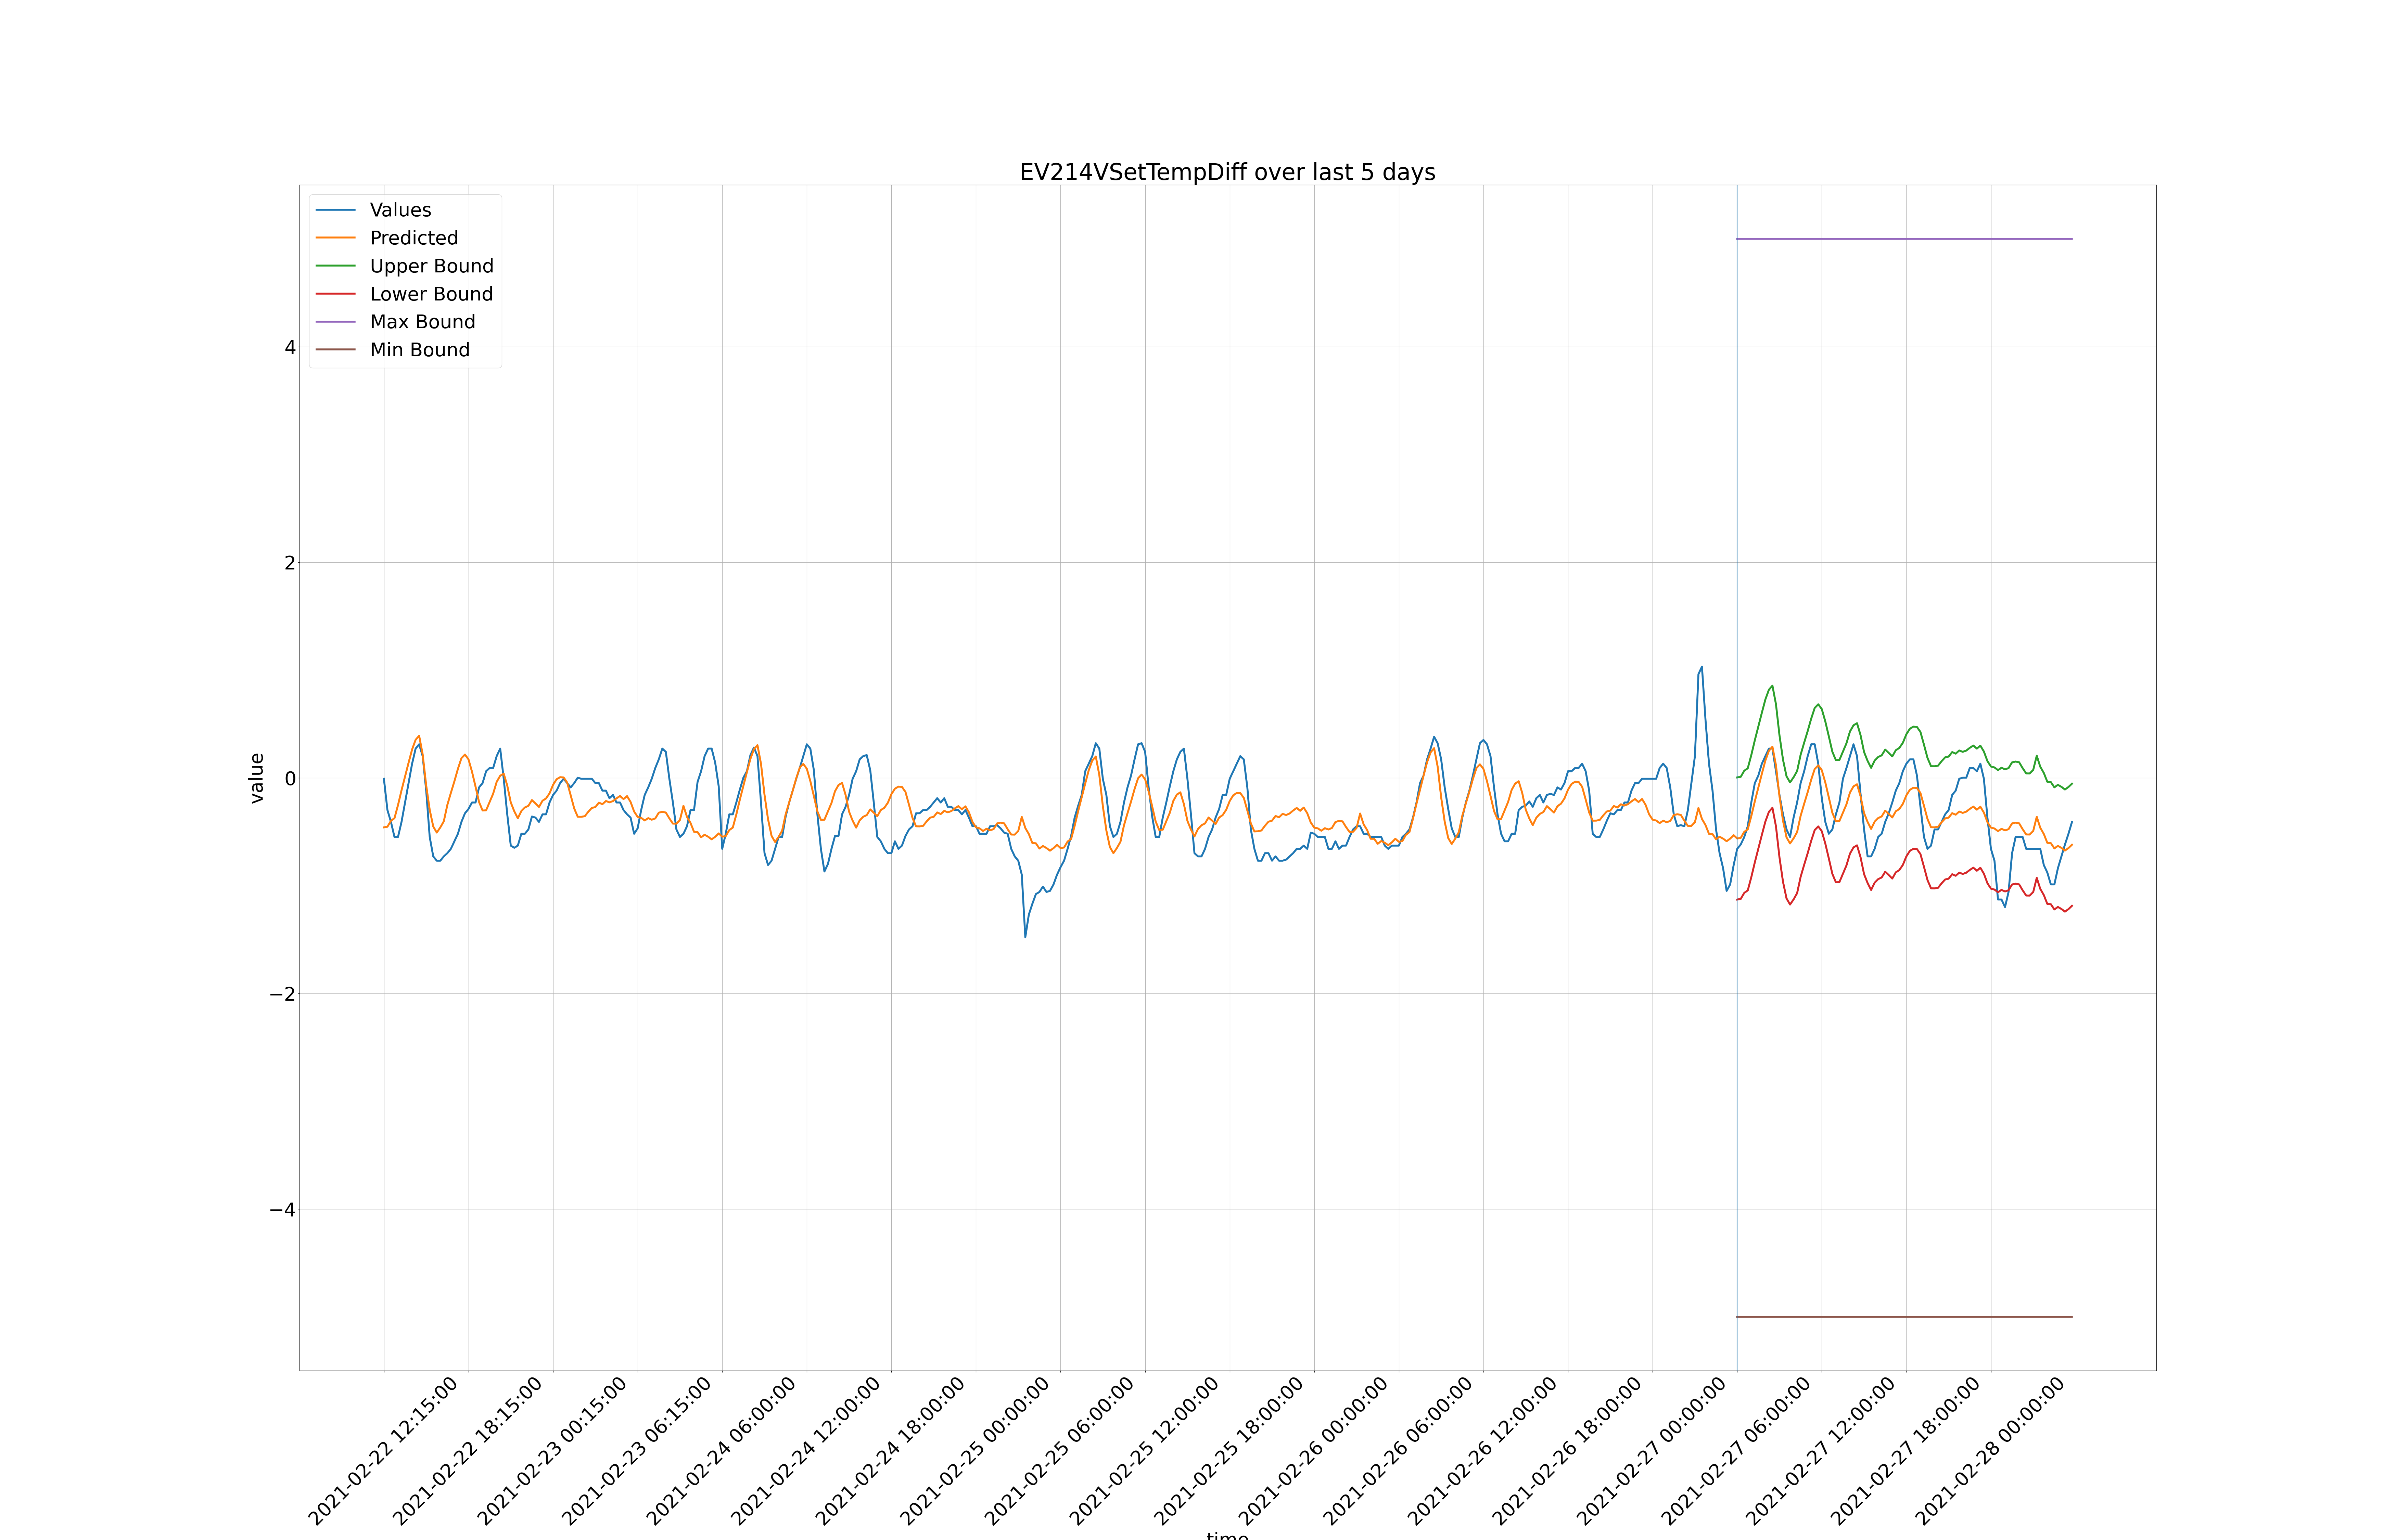 EV214VSetTempDiff over last 5 days
Values
Predicted
Upper Bound
Lower Bound
Max Bound
Min Bound
value
4
2
0
−2
−4
2021-02-22 12:15:00
2021-02-22 18:15:00
2021-02-23 00:15:00
2021-02-23 06:15:00
2021-02-24 06:00:00
2021-02-24 12:00:00
2021-02-24 18:00:00
2021-02-25 00:00:00
2021-02-25 06:00:00
2021-02-25 12:00:00
2021-02-25 18:00:00
2021-02-26 00:00:00
2021-02-26 06:00:00
2021-02-26 12:00:00
2021-02-26 18:00:00
2021-02-27 00:00:00
2021-02-27 06:00:00
2021-02-27 12:00:00
2021-02-27 18:00:00
2021-02-28 00:00:00
time